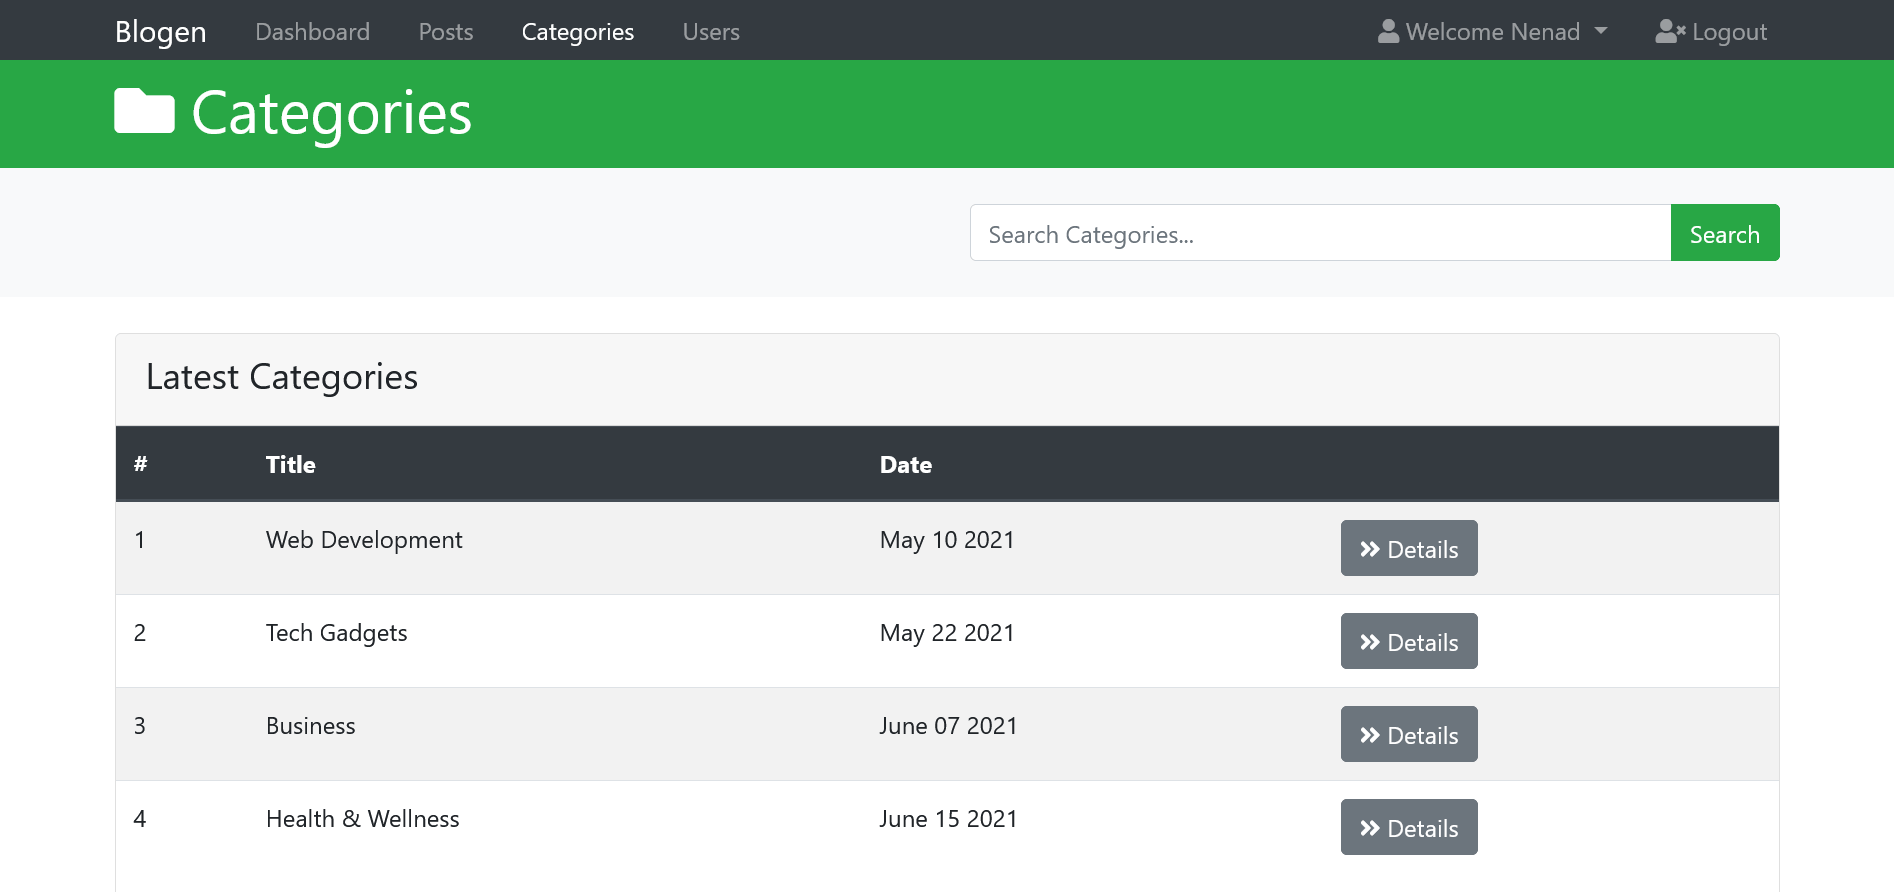 Blogen Dashboard Posts Categories Users Welcome Nenad Logout
Categories
Search Categories... Search
Latest Categories
# Title Date
1 Web Development May 10 2021 Details
2 Tech Gadgets May 22 2021 Details
3 Business June 07 2021 Details
4 Health & Wellness June 15 2021 Details